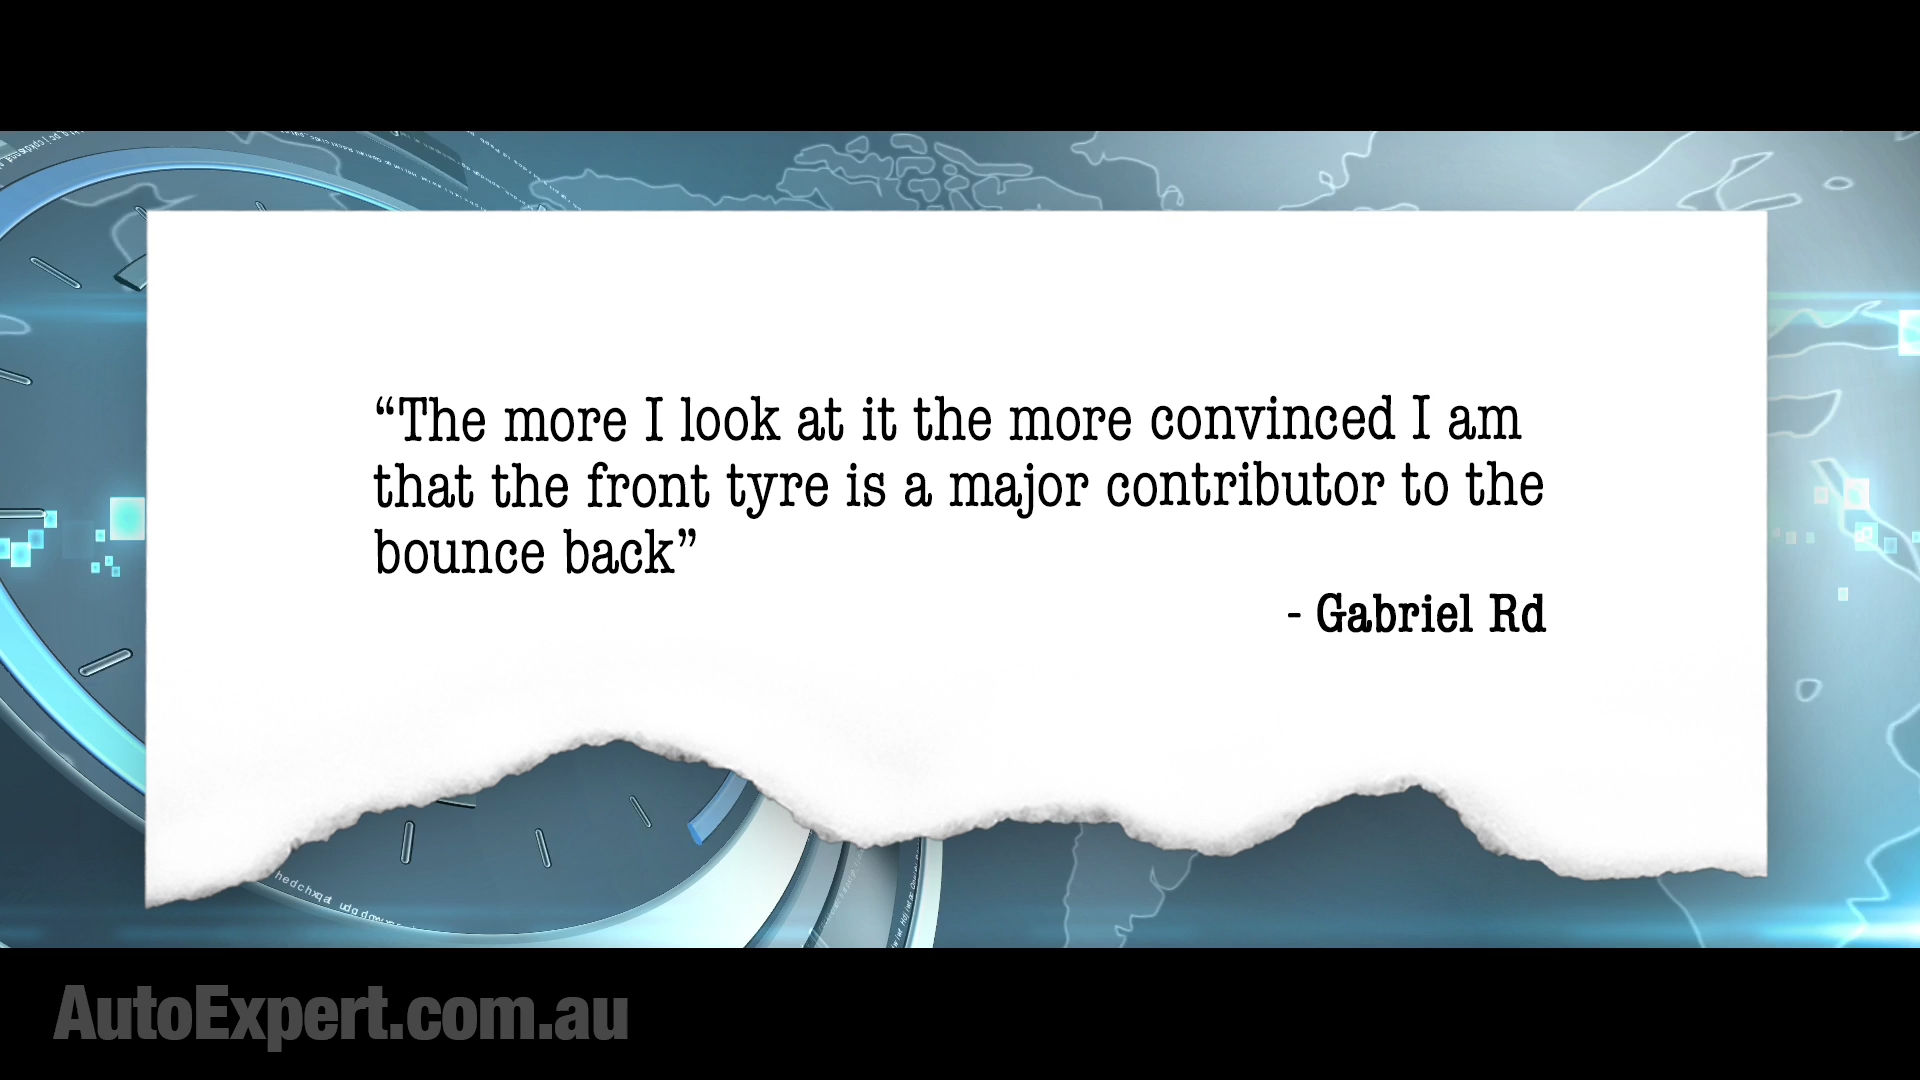 “The more I look at it the more convinced I am
that the front tyre is a major contributor to the
bounce back”
- Gabriel Rd
AutoExpert.com.au